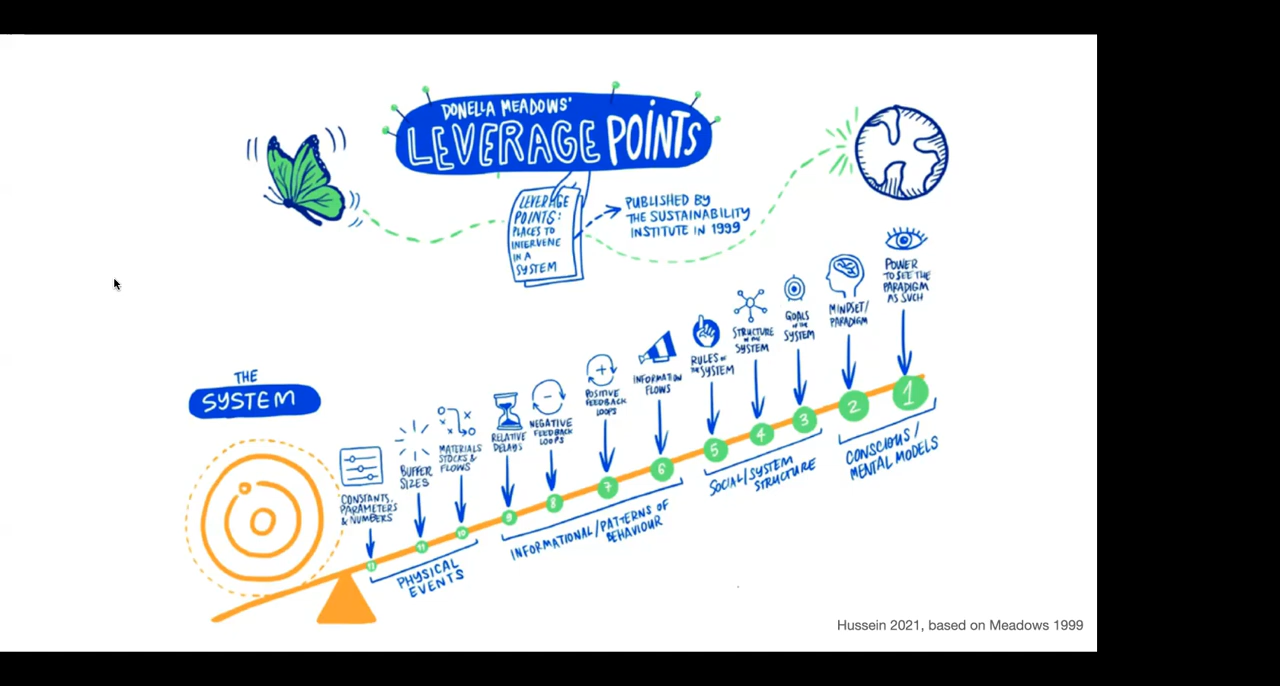 DONELLA MEADOWS'
LEVERAGE POINTS
LEVERAGE
POINTS:
PLACES TO
INTERVENE
IN A
SYSTEM
PUBLISHED BY
THE SUSTAINABILITY
INSTITUTE IN 1999
THE
SYSTEM
CONSTANTS,
PARAMETERS
& NUMBERS
BUFFER
SIZES
MATERIALS
STOCKS &
FLOWS
RELATIVE
DELAYS
NEGATIVE
FEEDBACK
LOOPS
POSITIVE
FEEDBACK
LOOPS
INFORMATION
FLOWS
RULES OF
THE SYSTEM
STRUCTURE
OF THE
SYSTEM
GOALS
OF THE
SYSTEM
MINDSET/
PARADIGM
POWER
TO SEE THE
PARADIGM
AS SUCH
11
10
9
8
7
6
5
4
3
2
1
PHYSICAL
EVENTS
INFORMATIONAL/PATTERNS OF
BEHAVIOUR
SOCIAL/SYSTEM
STRUCTURE
CONSCIOUS/
MENTAL MODELS
Hussein 2021, based on Meadows 1999